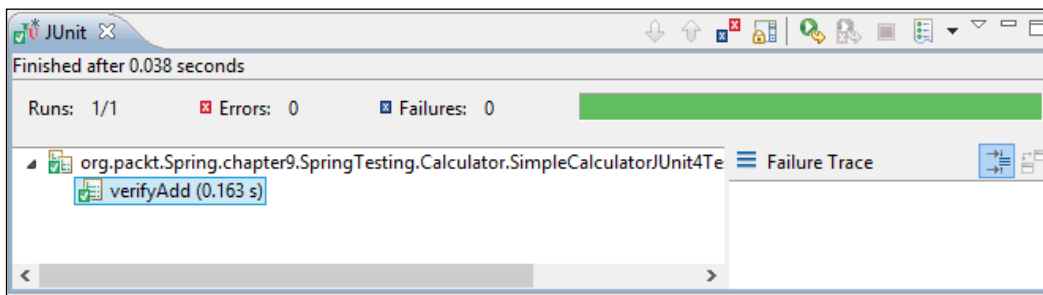 JUnit
Finished after 0.038 seconds
Runs: 1/1 Errors: 0 Failures: 0
org.packt.Spring.chapter9.SpringTesting.Calculator.SimpleCalculatorJUnit4Te
Failure Trace
verifyAdd (0.163 s)